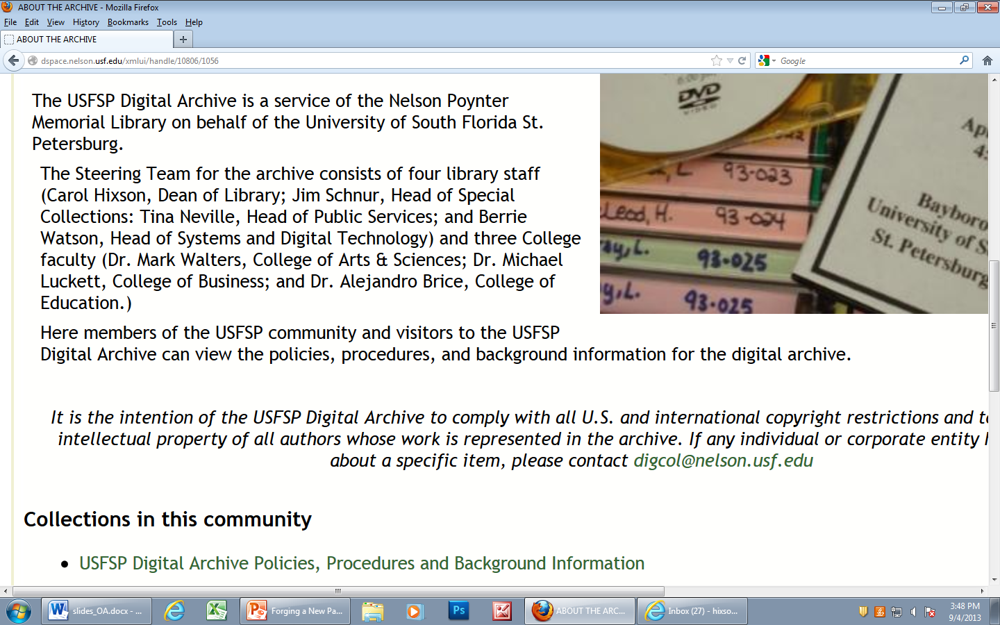 ABOUT THE ARCHIVE - Mozilla Firefox
File Edit View History Bookmarks Tools Help
ABOUT THE ARCHIVE
dspace.nelson.usf.edu/xmlui/handle/10806/1056
Google
The USFSP Digital Archive is a service of the Nelson Poynter
Memorial Library on behalf of the University of South Florida St.
Petersburg.
The Steering Team for the archive consists of four library staff
(Carol Hixson, Dean of Library; Jim Schnur, Head of Special
Collections: Tina Neville, Head of Public Services; and Berrie
Watson, Head of Systems and Digital Technology) and three College
faculty (Dr. Mark Walters, College of Arts & Sciences; Dr. Michael
Luckett, College of Business; and Dr. Alejandro Brice, College of
Education.)
Here members of the USFSP community and visitors to the USFSP
Digital Archive can view the policies, procedures, and background information for the digital archive.
DVD
VIDEO
L 93-023
cLeod, H. 93-024
ay, L. 93-025
y, L. 93-025
Ap
4:
Bayboro
University of S
St. Petersburg
It is the intention of the USFSP Digital Archive to comply with all U.S. and international copyright restrictions and
intellectual property of all authors whose work is represented in the archive. If any individual or corporate entity
about a specific item, please contact digcol@nelson.usf.edu
Collections in this community
• USFSP Digital Archive Policies, Procedures and Background Information
slides_OA.docx - ...
Forging a New Pa...
Ps
ABOUT THE ARC...
Inbox (27) - hixso...
3:48 PM
9/4/2013